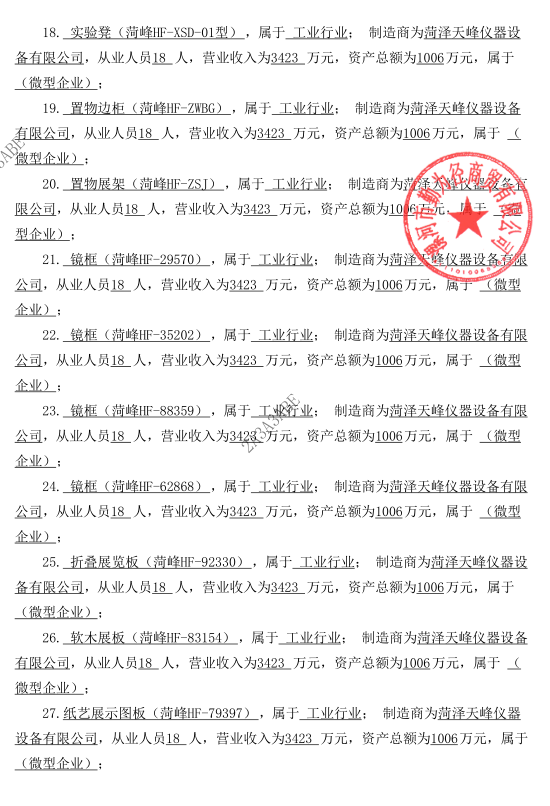 18. 实验凳（菏峰HF-XSD-01型），属于 工业行业； 制造商为菏泽天峰仪器设
备有限公司，从业人员18 人，营业收入为3423 万元，资产总额为1006万元，属于
（微型企业）；
19. 置物边柜（菏峰HF-ZWBG），属于 工业行业； 制造商为菏泽天峰仪器设备
有限公司，从业人员18 人，营业收入为3423 万元，资产总额为1006万元，属于 （
微型企业）；
20. 置物展架（菏峰HF-ZSJ），属于 工业行业； 制造商为菏泽天峰仪器设备有
限公司，从业人员18 人，营业收入为3423 万元，资产总额为1006万元，属于 （微
型企业）；
21. 镜框（菏峰HF-29570），属于 工业行业； 制造商为菏泽天峰仪器设备有限
公司，从业人员18 人，营业收入为3423 万元，资产总额为1006万元，属于 （微型
企业）；
22. 镜框（菏峰HF-35202），属于 工业行业； 制造商为菏泽天峰仪器设备有限
公司，从业人员18 人，营业收入为3423 万元，资产总额为1006万元，属于 （微型
企业）；
23. 镜框（菏峰HF-88359），属于 工业行业； 制造商为菏泽天峰仪器设备有限
公司，从业人员18 人，营业收入为3423 万元，资产总额为1006万元，属于 （微型
企业）；
24. 镜框（菏峰HF-62868），属于 工业行业； 制造商为菏泽天峰仪器设备有限
公司，从业人员18 人，营业收入为3423 万元，资产总额为1006万元，属于 （微型
企业）；
25. 折叠展览板（菏峰HF-92330），属于 工业行业； 制造商为菏泽天峰仪器设
备有限公司，从业人员18 人，营业收入为3423 万元，资产总额为1006万元，属于
（微型企业）；
26. 软木展板（菏峰HF-83154），属于 工业行业； 制造商为菏泽天峰仪器设备
有限公司，从业人员18 人，营业收入为3423 万元，资产总额为1006万元，属于 （
微型企业）；
27.纸艺展示图板（菏峰HF-79397），属于 工业行业； 制造商为菏泽天峰仪器
设备有限公司，从业人员18 人，营业收入为3423 万元，资产总额为1006万元，属于
（微型企业）；